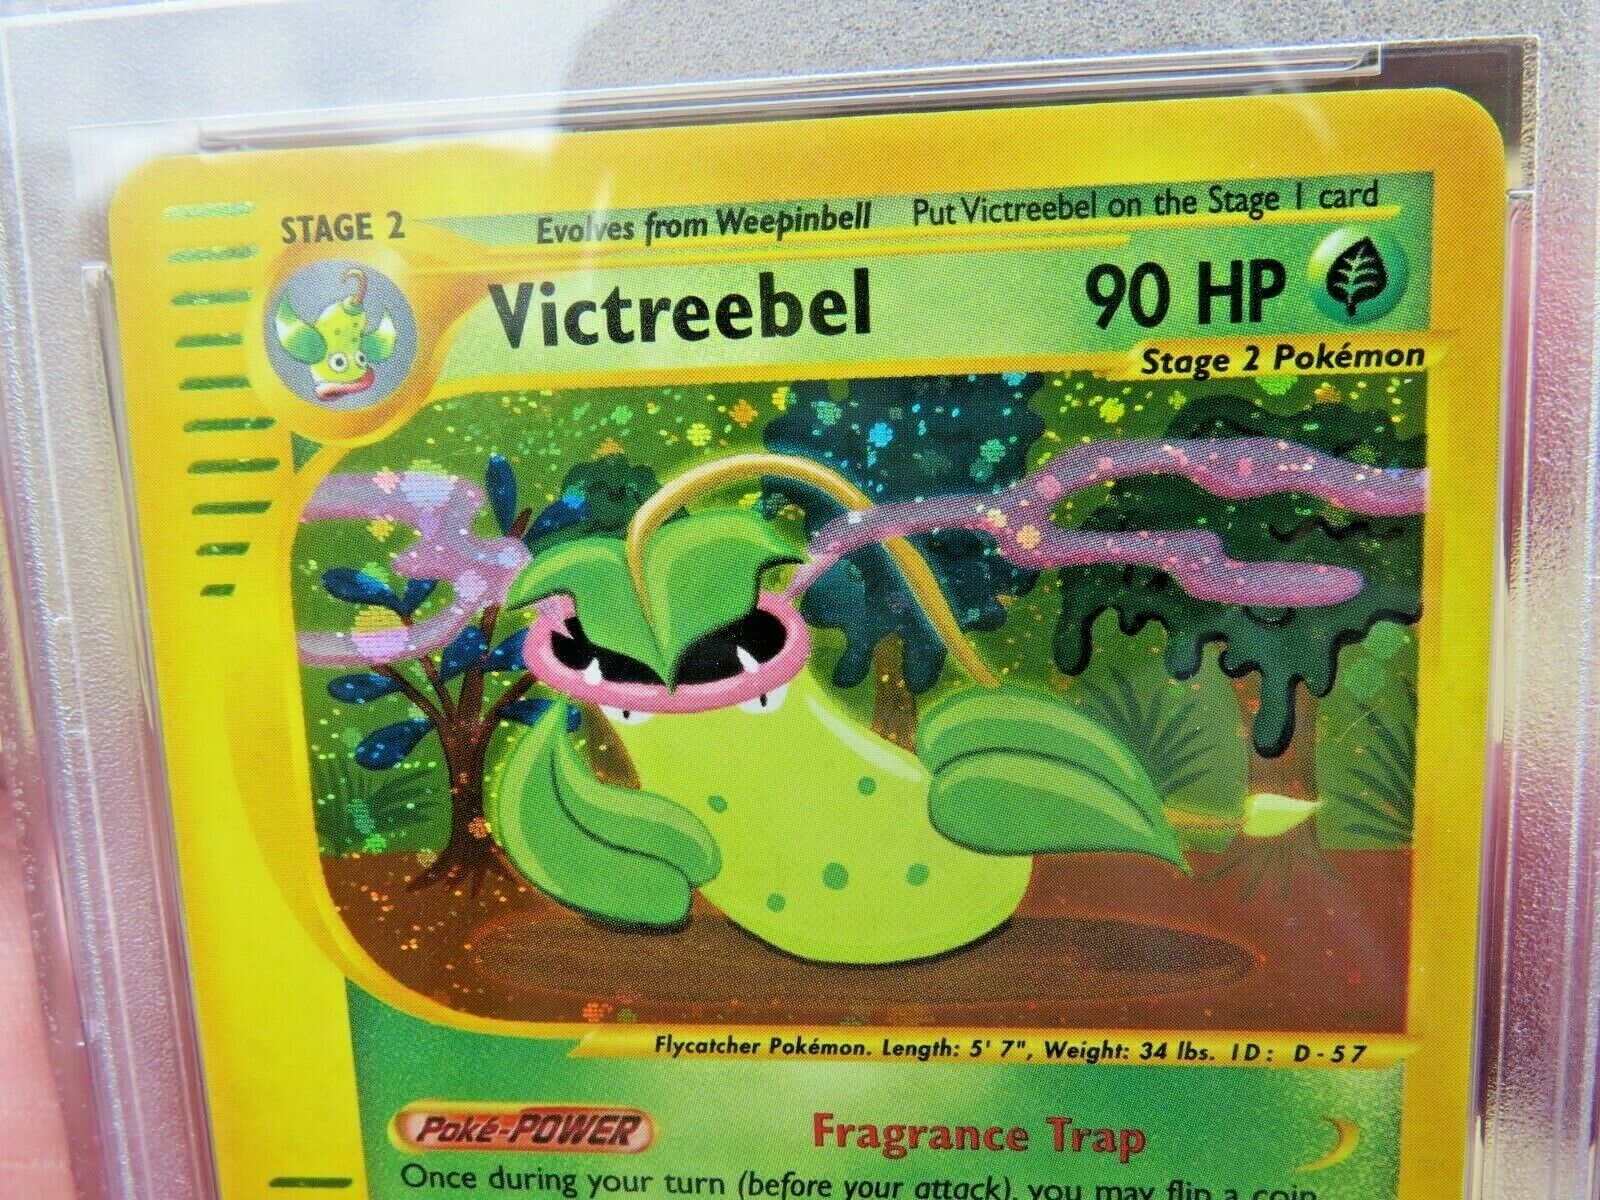 STAGE 2 Evolves from Weepinbell Put Victreebel on the Stage 1 card
Victreebel 90 HP
Stage 2 Pokémon
Flycatcher Pokémon. Length: 5' 7", Weight: 34 lbs. ID: D-57
Poké-POWER Fragrance Trap
Once during your turn (before your attack), you may flip a coin